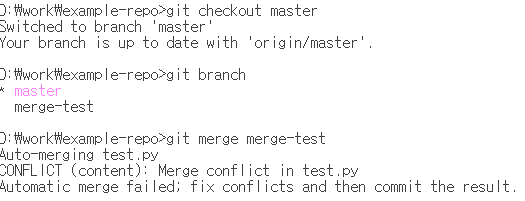 D:₩work₩example-repo>git checkout master
Switched to branch 'master'
Your branch is up to date with 'origin/master'.
D:₩work₩example-repo>git branch
* master
merge-test
D:₩work₩example-repo>git merge merge-test
Auto-merging test.py
CONFLICT (content): Merge conflict in test.py
Automatic merge failed; fix conflicts and then commit the result.